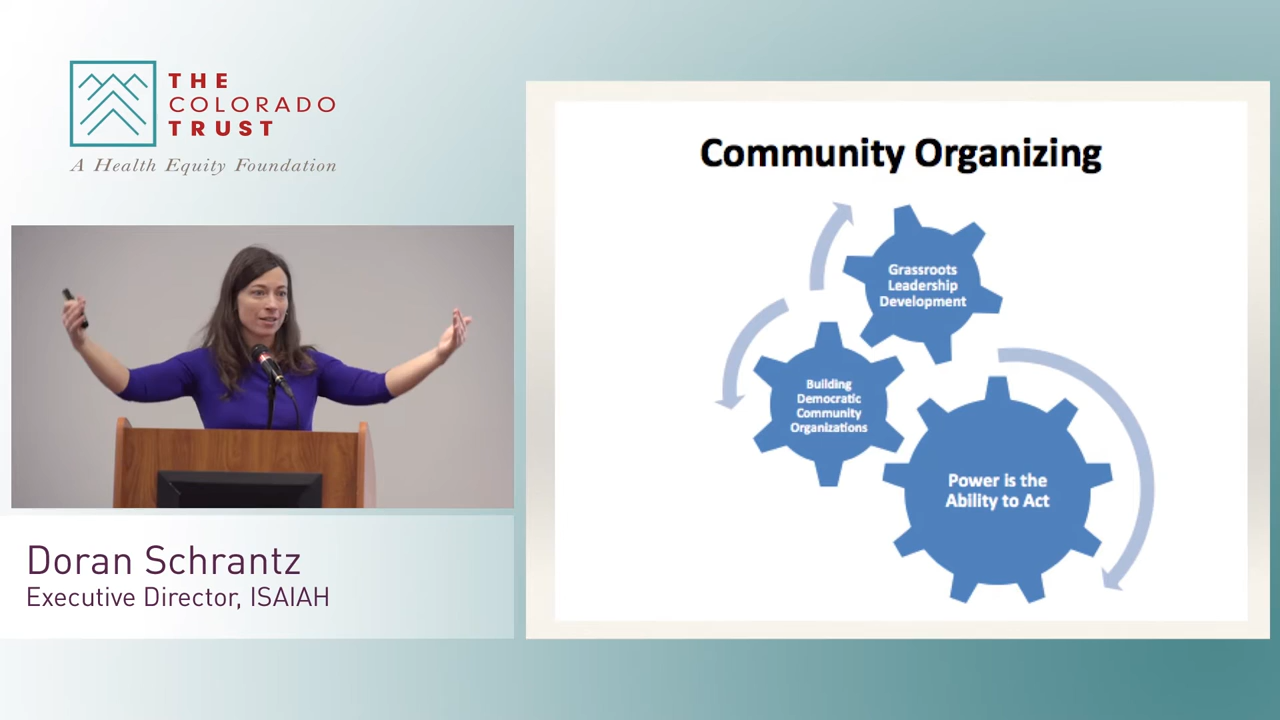 THE
COLORADO
TRUST
A Health Equity Foundation
Doran Schrantz
Executive Director, ISAIAH
Community Organizing
Grassroots
Leadership
Development
Building
Democratic
Community
Organizations
Power is the
Ability to Act